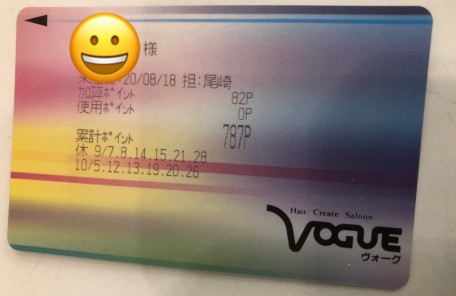 様
20/08/18 担:尾崎
加算ﾎﾟｲﾝﾄ 82P
使用ﾎﾟｲﾝﾄ 0P
累計ﾎﾟｲﾝﾄ 787P
休 9/7.8.14.15.21.28
10/5.12.13.19.20.26
Hair Create Saloon
VOGUE
ヴォーグ